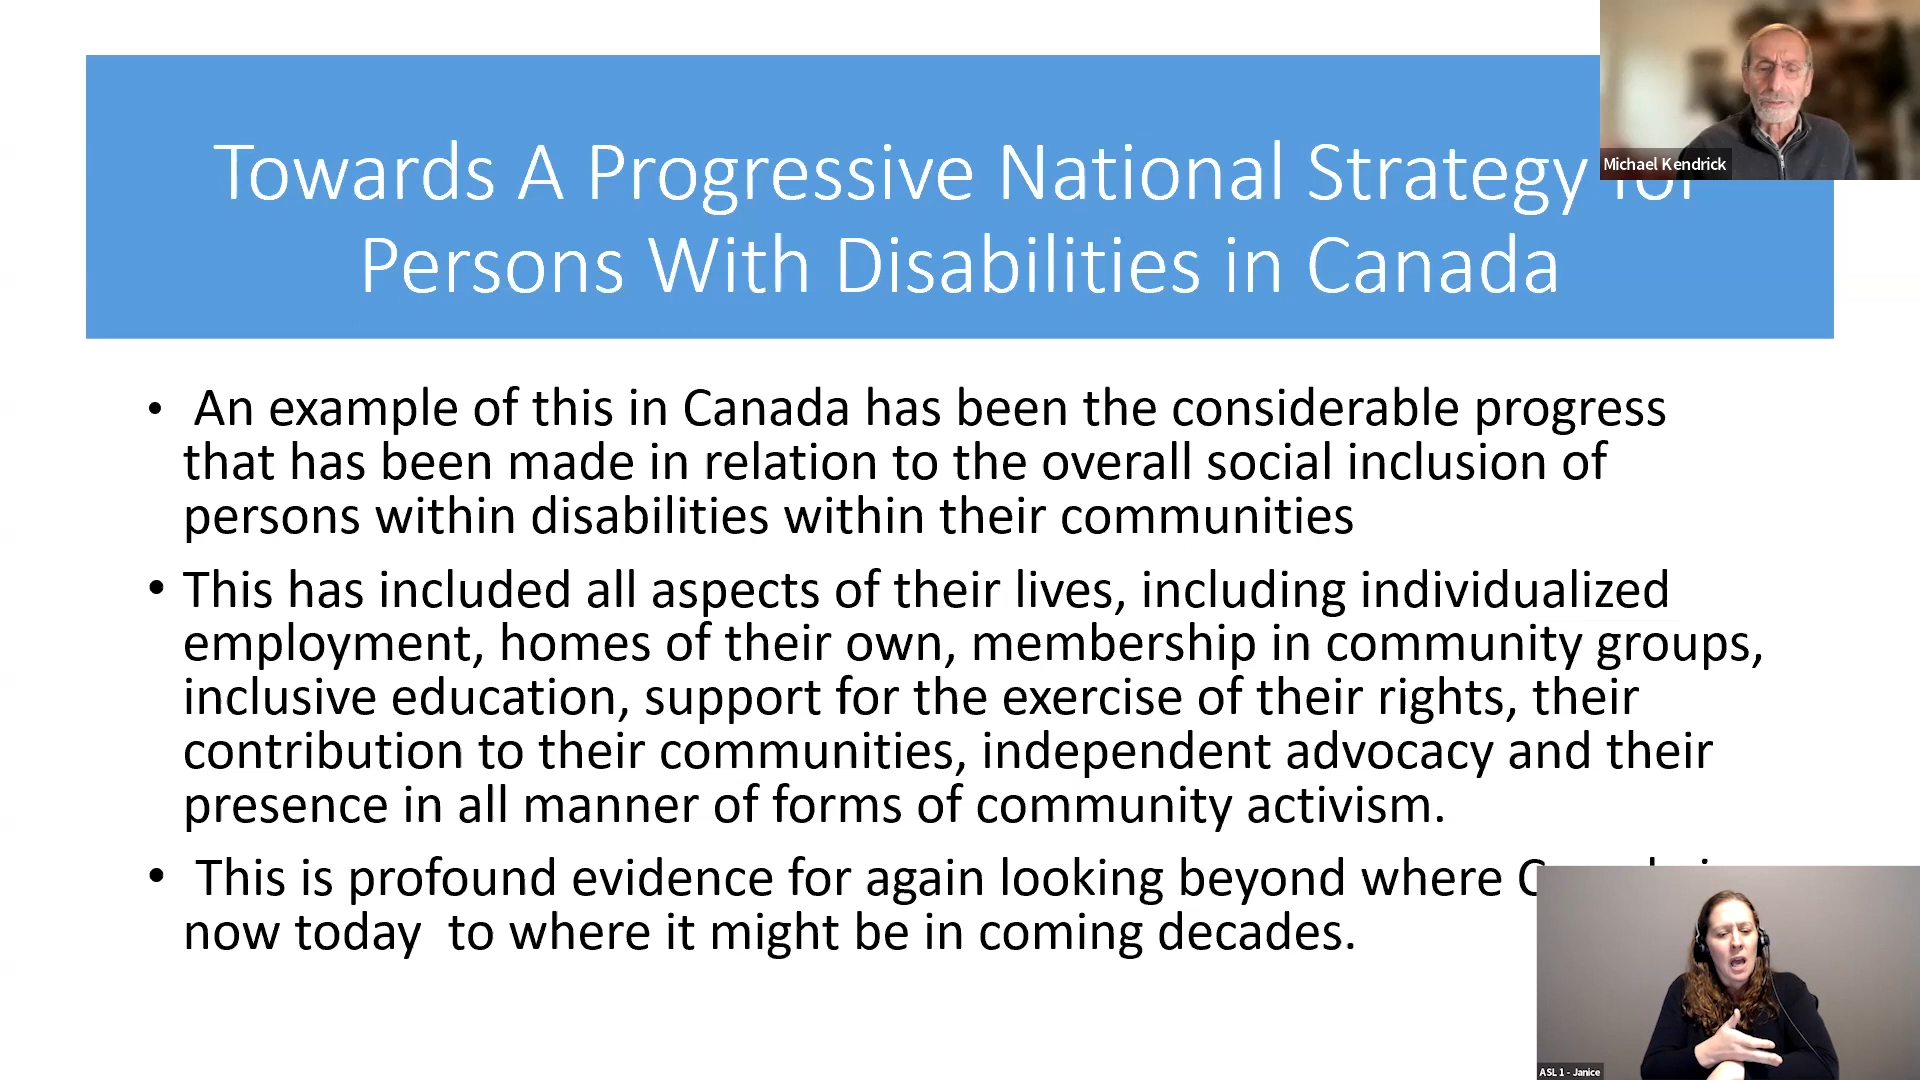 Towards A Progressive National Strategy for
Persons With Disabilities in Canada
Michael Kendrick
• An example of this in Canada has been the considerable progress
that has been made in relation to the overall social inclusion of
persons within disabilities within their communities
• This has included all aspects of their lives, including individualized
employment, homes of their own, membership in community groups,
inclusive education, support for the exercise of their rights, their
contribution to their communities, independent advocacy and their
presence in all manner of forms of community activism.
• This is profound evidence for again looking beyond where
now today to where it might be in coming decades.
ASL 1 - Janice